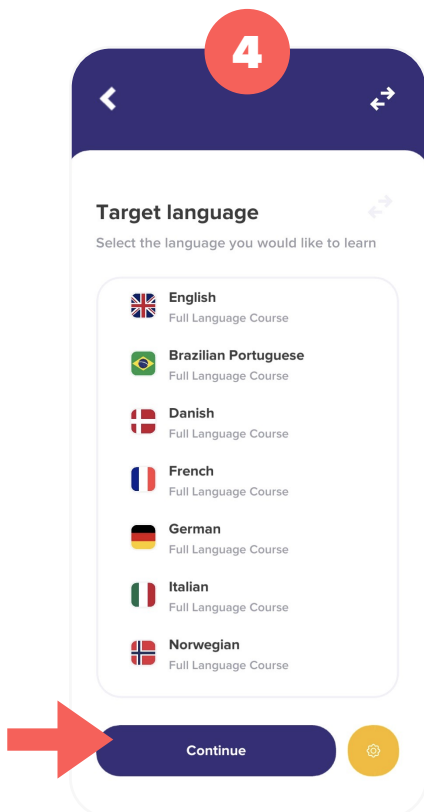 4
Target language
Select the language you would like to learn
English
Full Language Course
Brazilian Portuguese
Full Language Course
Danish
Full Language Course
French
Full Language Course
German
Full Language Course
Italian
Full Language Course
Norwegian
Full Language Course
Continue